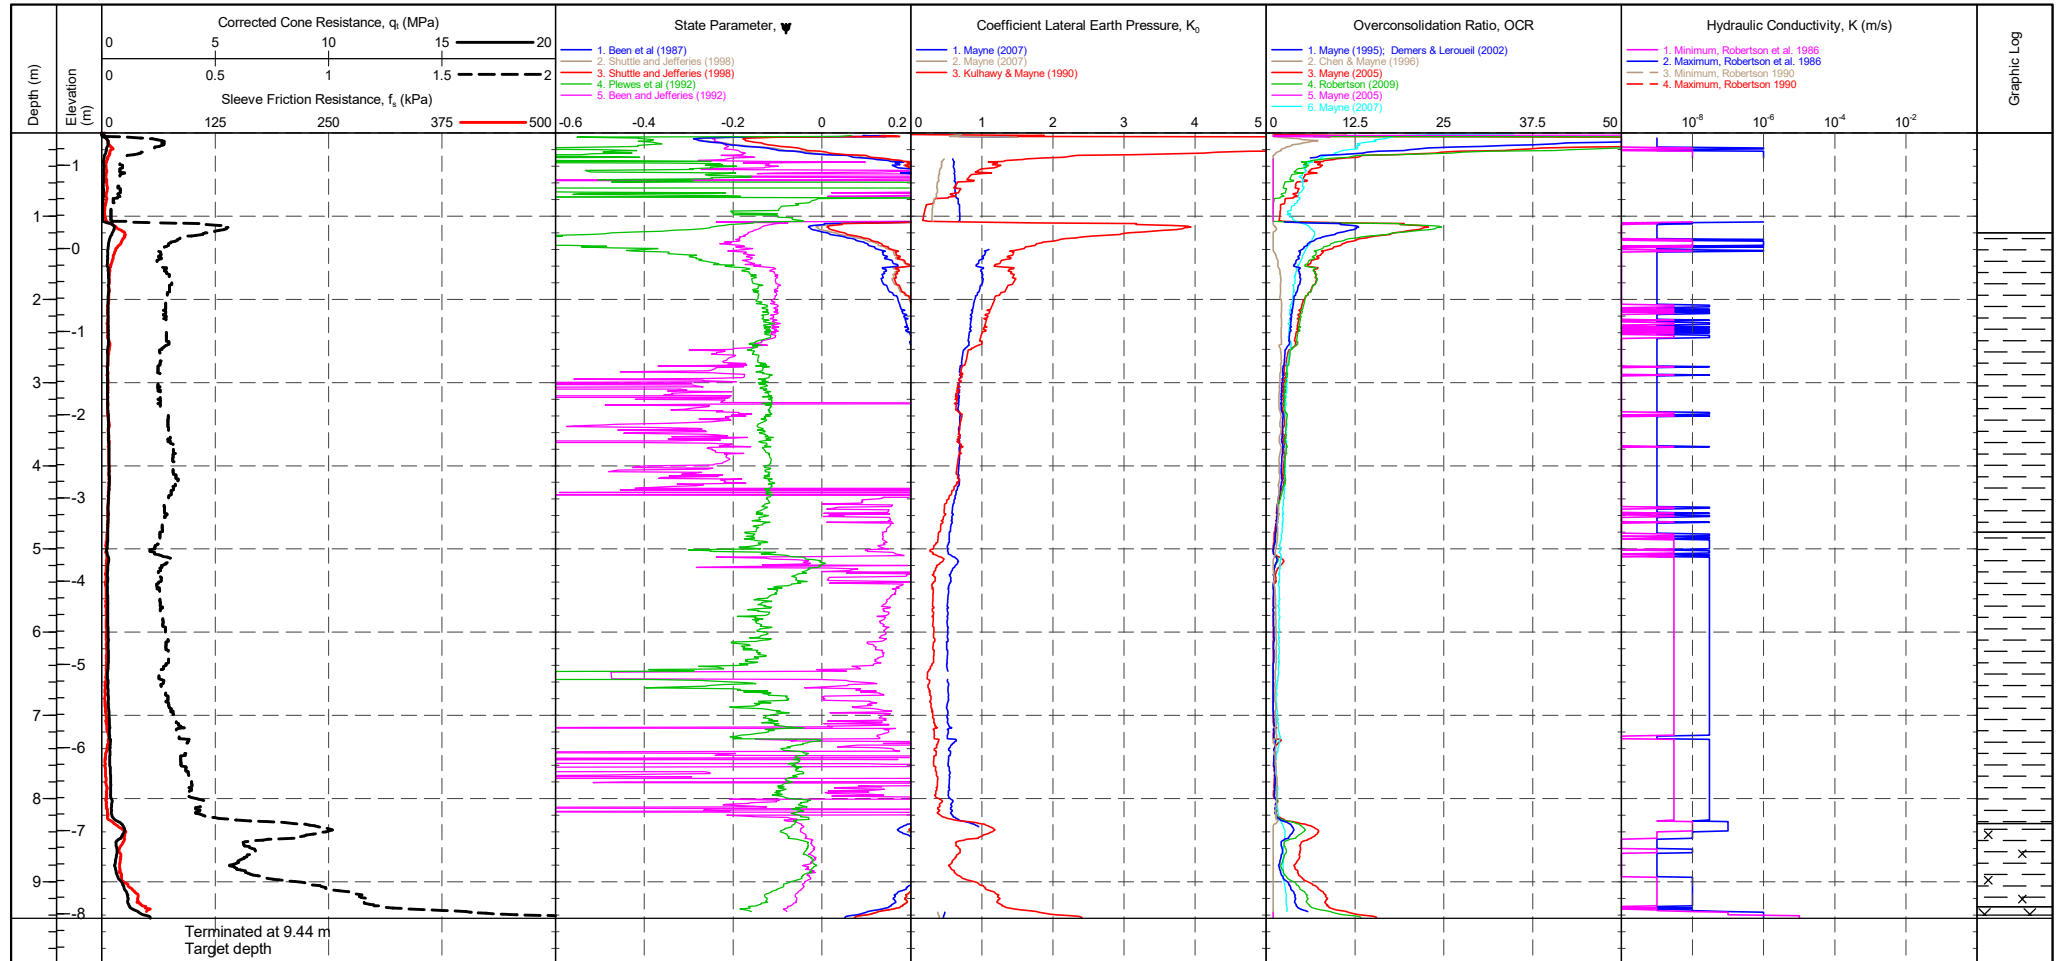 Corrected Cone Resistance, qt (MPa)
0 5 10 15 20
0 0.5 1 1.5 2
Sleeve Friction Resistance, fs (kPa)
0 125 250 375 500
Depth (m)
Elevation (m)
State Parameter, ψ
1. Been et al (1987)
2. Shuttle and Jefferies (1998)
3. Shuttle and Jefferies (1998)
4. Plewes et al (1992)
5. Been and Jefferies (1992)
-0.6 -0.4 -0.2 0 0.2
Coefficient Lateral Earth Pressure, K0
1. Mayne (2007)
2. Mayne (2007)
3. Kulhawy & Mayne (1990)
0 1 2 3 4 5
Overconsolidation Ratio, OCR
1. Mayne (1995); Demers & Leroueil (2002)
2. Chen & Mayne (1996)
3. Mayne (2005)
4. Robertson (2009)
5. Mayne (2005)
6. Mayne (2007)
0 12.5 25 37.5 50
Hydraulic Conductivity, K (m/s)
1. Minimum, Robertson et al. 1986
2. Maximum, Robertson et al. 1986
3. Minimum, Robertson 1990
4. Maximum, Robertson 1990
10-8 10-6 10-4 10-2
Graphic Log
1
1
0
2
-1
3
-2
4
-3
5
-4
6
-5
7
-6
8
-7
9
-8
Terminated at 9.44 m
Target depth